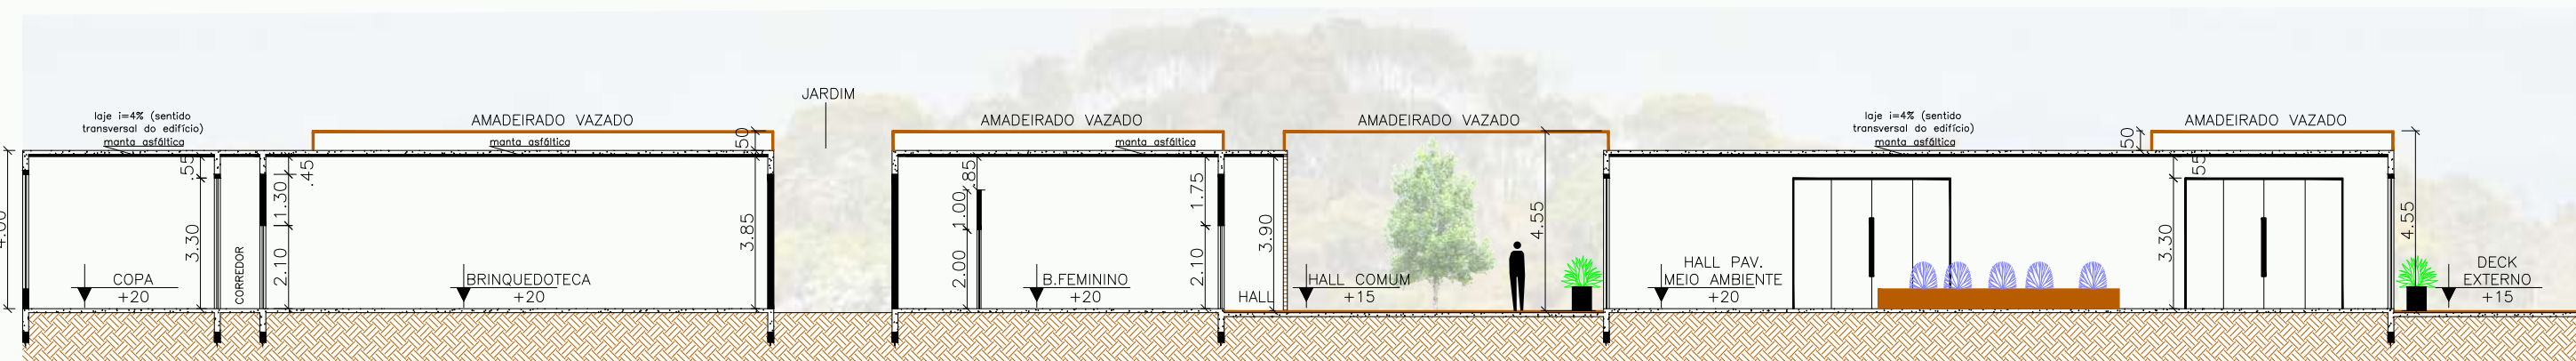 laje i=4% (sentido
transversal do edifício)
manta asfáltica
AMADEIRADO VAZADO
manta asfáltica
.50
JARDIM
AMADEIRADO VAZADO
manta asfáltica
AMADEIRADO VAZADO
laje i=4% (sentido
transversal do edifício)
manta asfáltica
.50
AMADEIRADO VAZADO
4.00
.55
3.30
CORREDOR
.45
1.30
2.10
3.85
.85
1.00
2.00
1.75
2.10
3.90
4.55
.55
3.30
4.55
COPA
+20
BRINQUEDOTECA
+20
B.FEMININO
+20
HALL
HALL COMUM
+15
HALL PAV.
MEIO AMBIENTE
+20
DECK
EXTERNO
+15